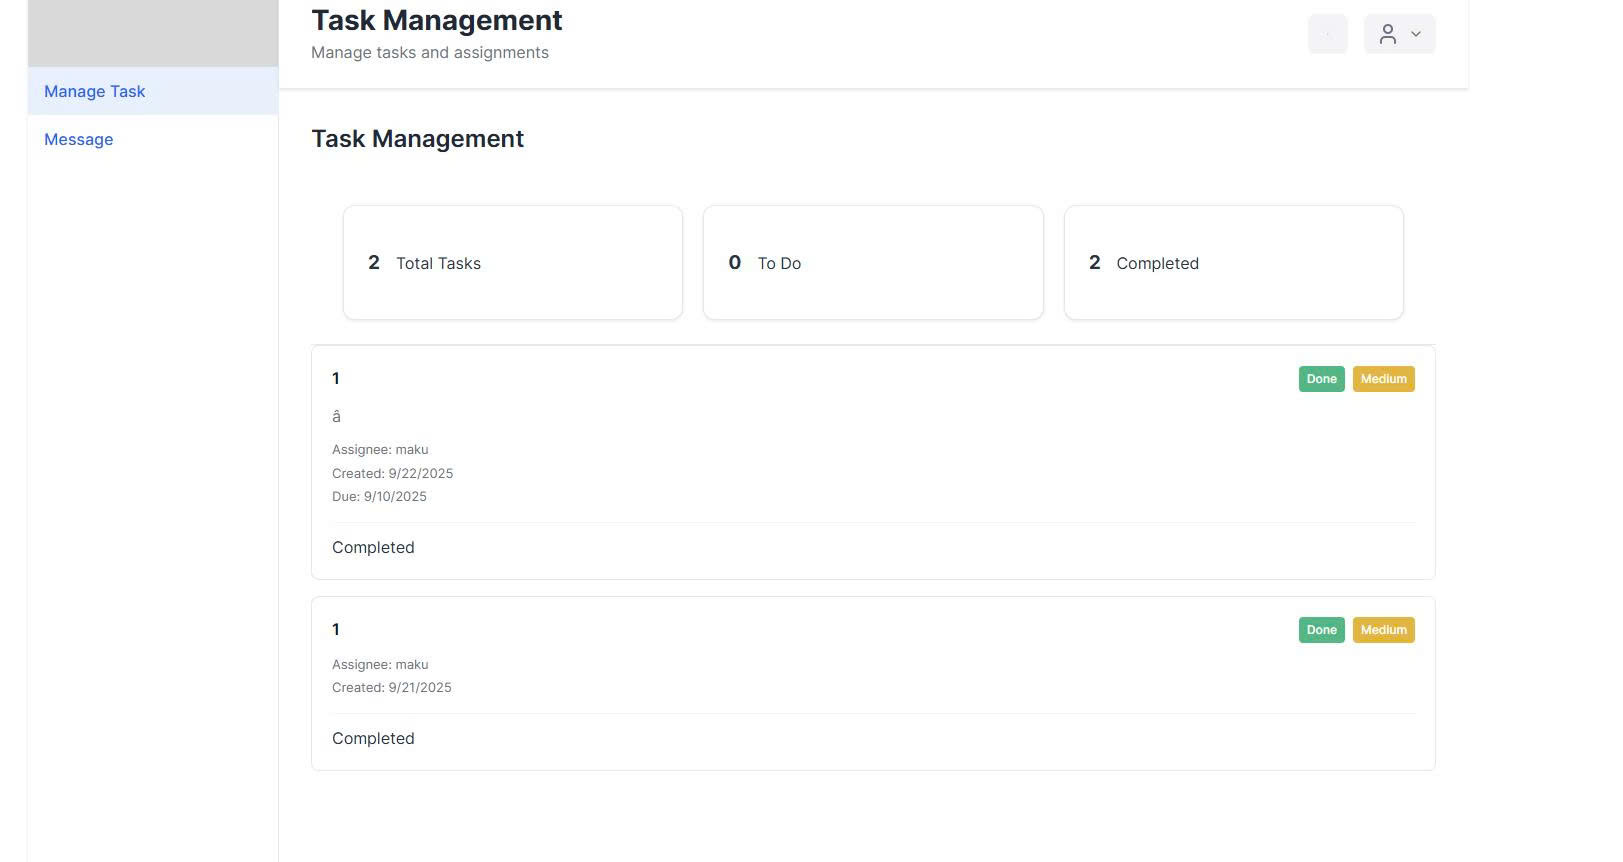 Task Management
Manage tasks and assignments
Manage Task
Message
Task Management
2 Total Tasks
0 To Do
2 Completed
1
Done
Medium
â
Assignee: maku
Created: 9/22/2025
Due: 9/10/2025
Completed
1
Done
Medium
Assignee: maku
Created: 9/21/2025
Completed